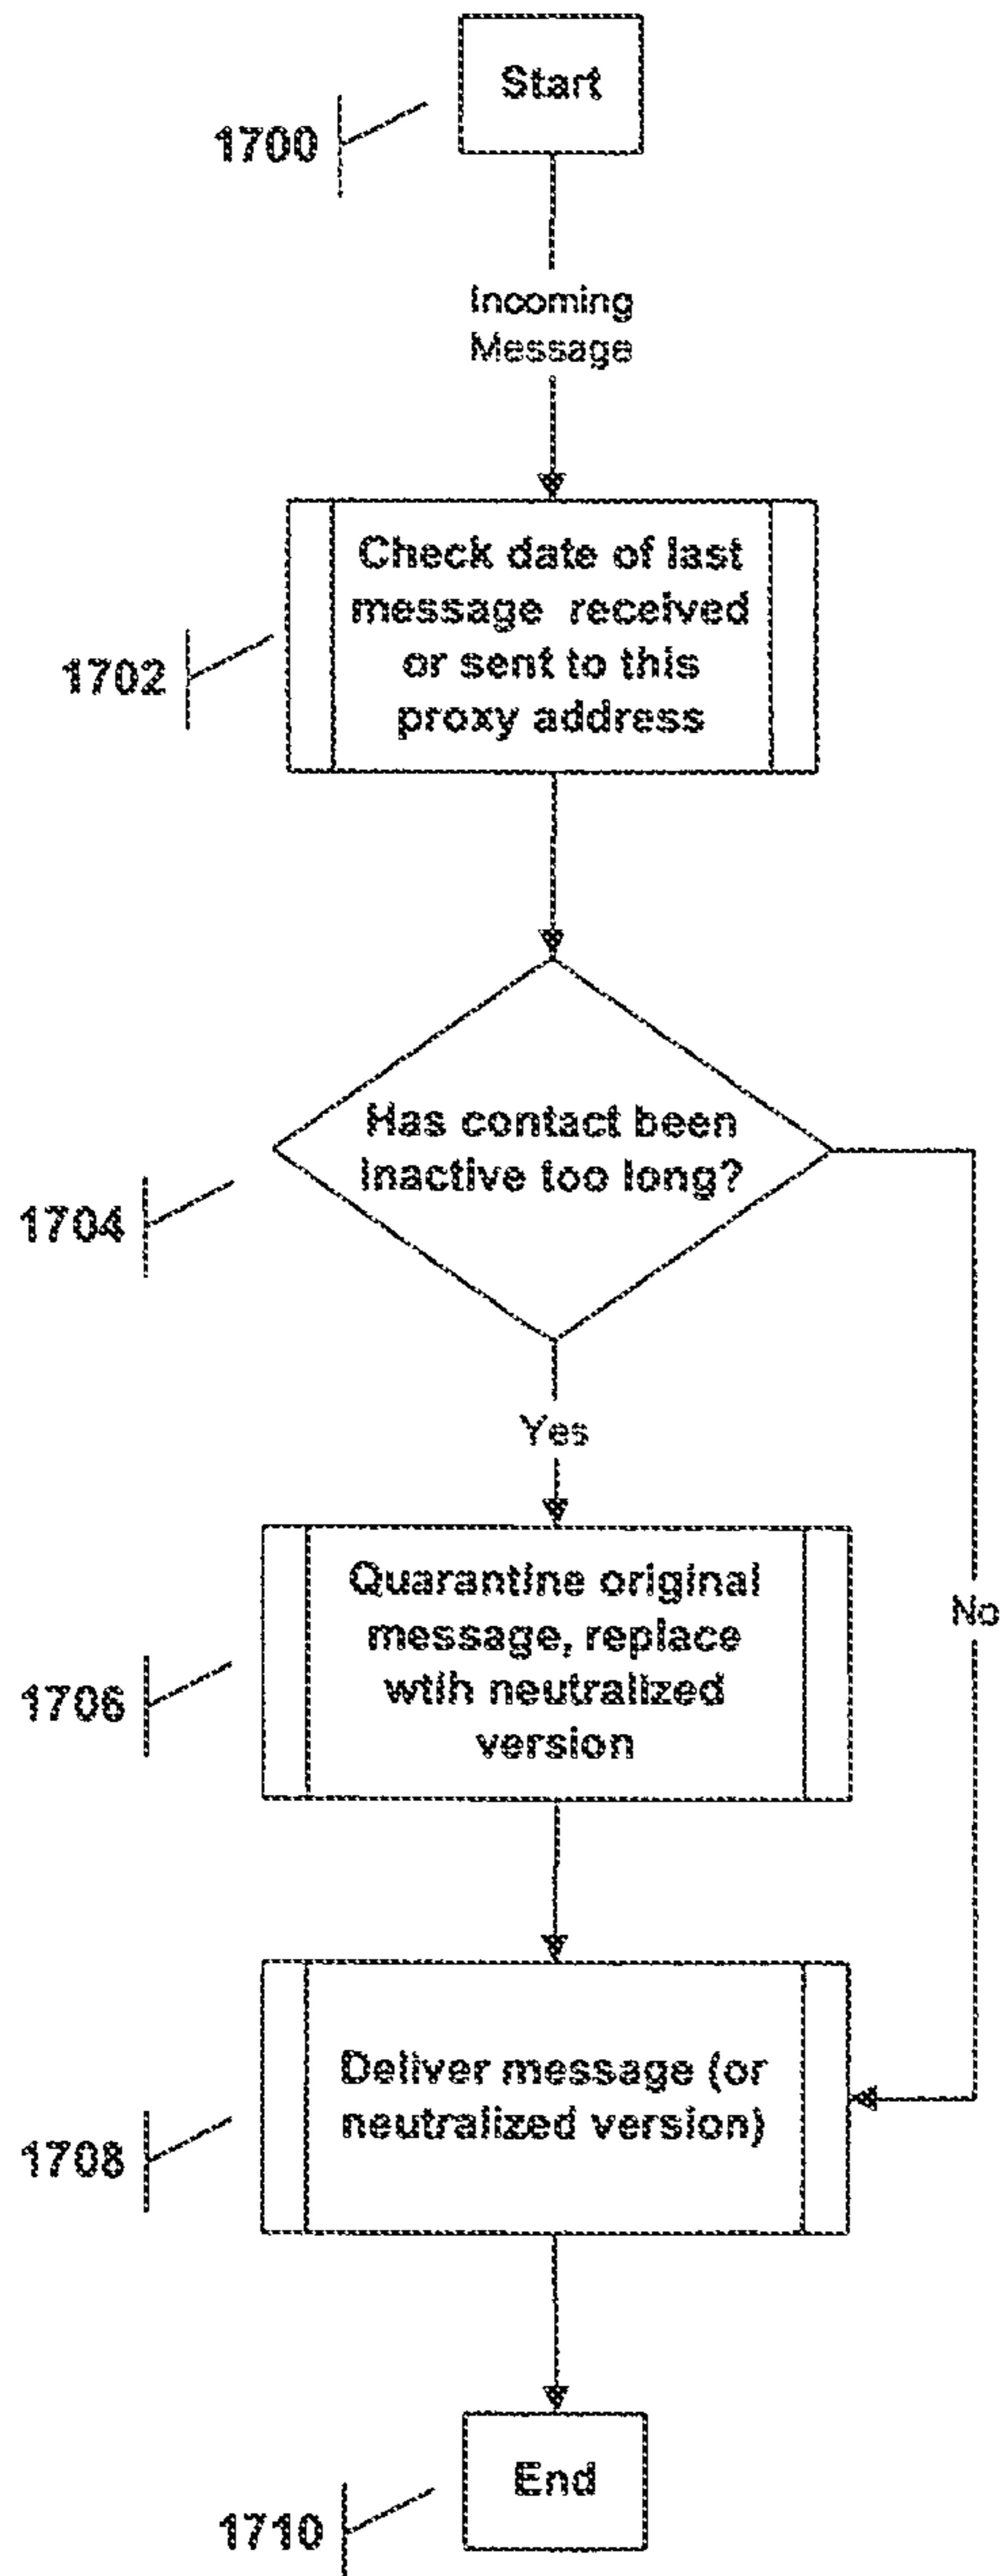 Start
1700
Incoming
Message
Check date of last
message received
or sent to this
proxy address
1702
Has contact been
inactive too long?
1704
Yes
Quarantine original
message, replace
wtih neutralized
version
No
1706
Deliver message (or
neutralized version)
1708
End
1710